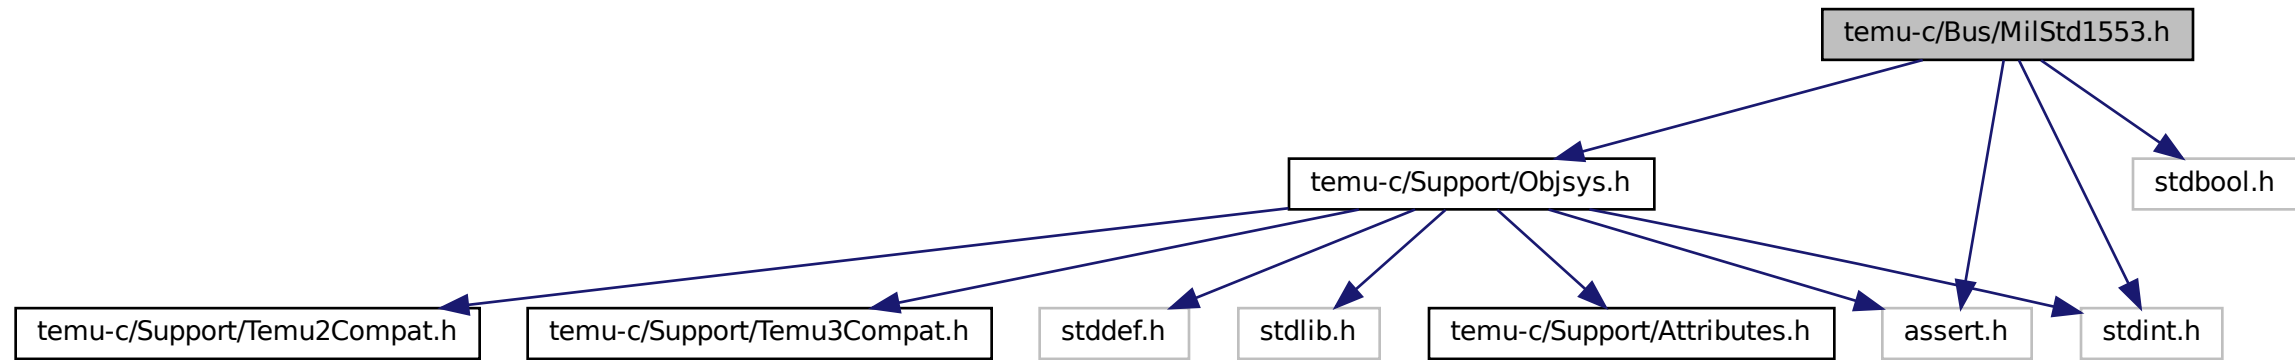 temu-c/Bus/MilStd1553.h
temu-c/Support/Objsys.h
stdbool.h
temu-c/Support/Temu2Compat.h
temu-c/Support/Temu3Compat.h
stddef.h
stdlib.h
temu-c/Support/Attributes.h
assert.h
stdint.h